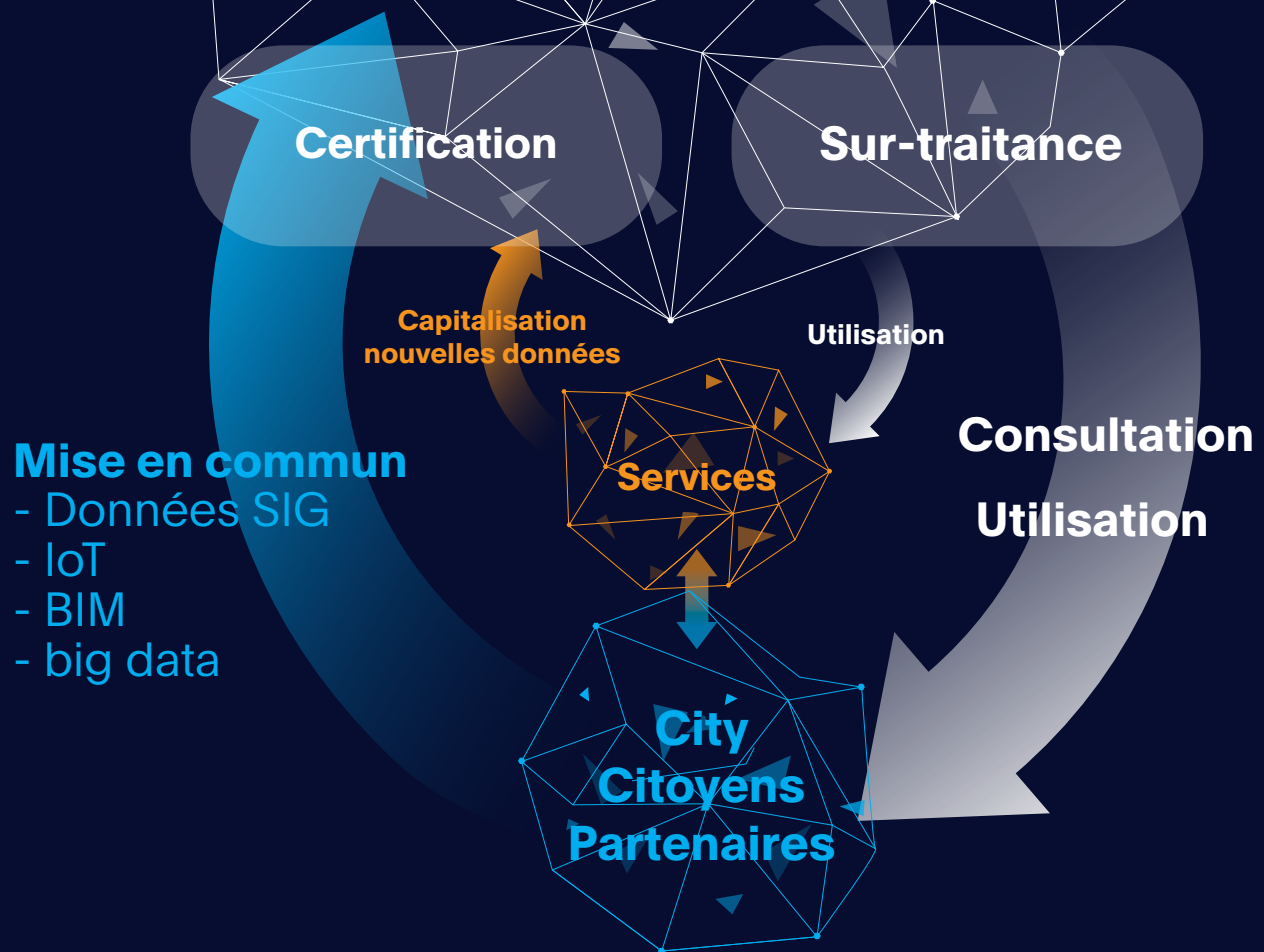 Certification
Sur-traitance
Capitalisation
nouvelles données
Utilisation
Mise en commun
- Données SIG
- IoT
- BIM
- big data
Services
Consultation
Utilisation
City
Citoyens
Partenaires